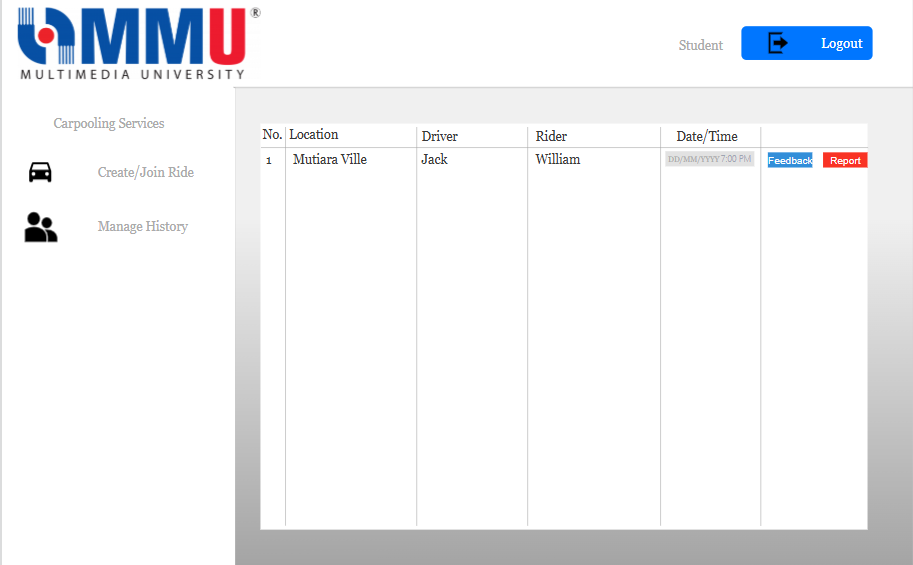 MMU®
MULTIMEDIA UNIVERSITY
Student
Logout
Carpooling Services
Create/Join Ride
Manage History
No. Location Driver Rider Date/Time
1 Mutiara Ville Jack William DD/MM/YYYY 7:00 PM Feedback Report